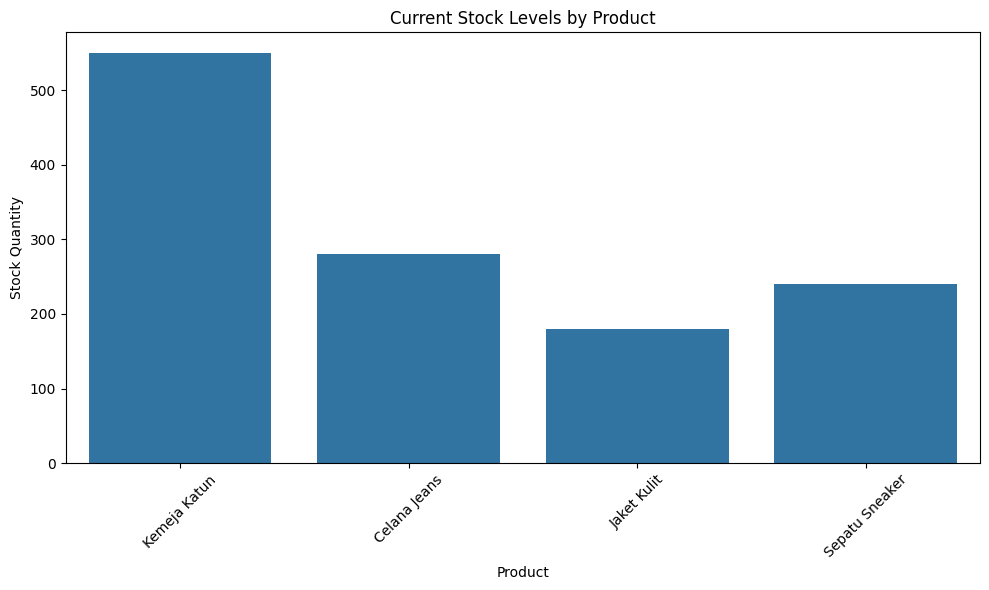 Current Stock Levels by Product
Stock Quantity
500
400
300
200
100
0
Kemeja Katun
Celana Jeans
Jaket Kulit
Sepatu Sneaker
Product